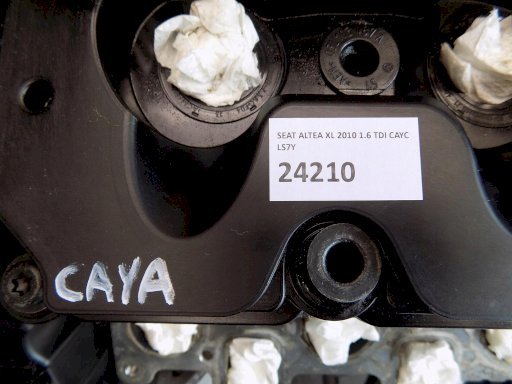 SEAT ALTEA XL 2010 1.6 TDI CAYC
LS7Y
24210
CAYA